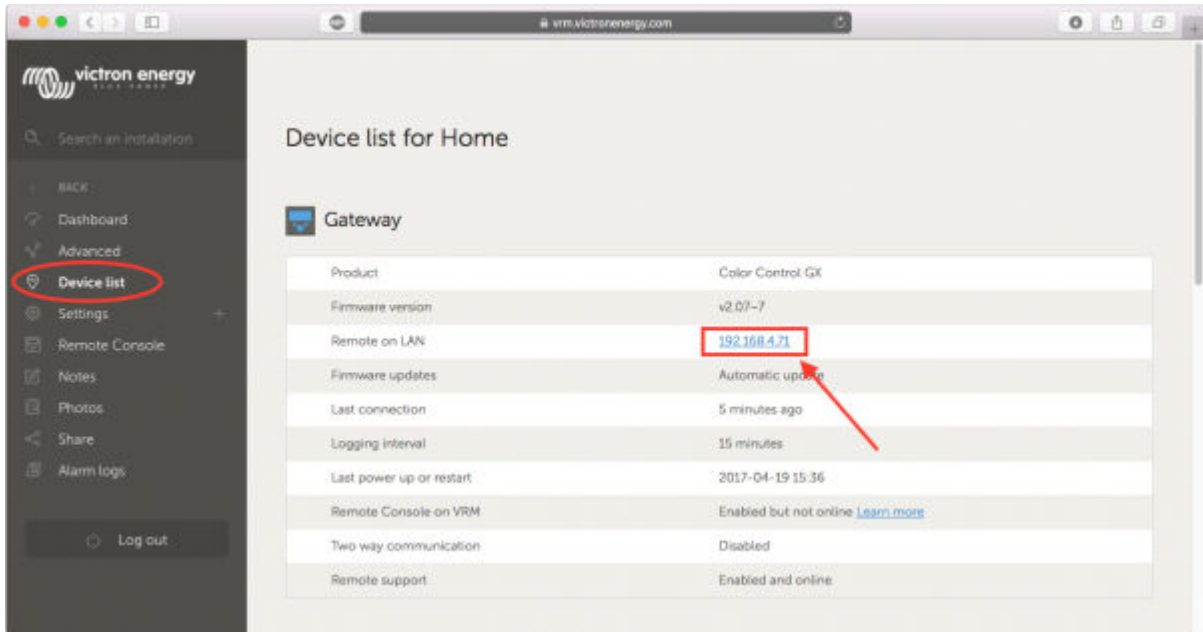 vrm.victronenergy.com
victron energy
BLUE POWER
Search an installation
BACK
Dashboard
Advanced
Device list
Settings
Remote Console
Notes
Photos
Share
Alarm logs
Log out
Device list for Home
Gateway
Product Color Control GX
Firmware version v2.07~7
Remote on LAN 192.168.4.71
Firmware updates Automatic update
Last connection 5 minutes ago
Logging interval 15 minutes
Last power up or restart 2017-04-19 15:36
Remote Console on VRM Enabled but not online Learn more
Two way communication Disabled
Remote support Enabled and online